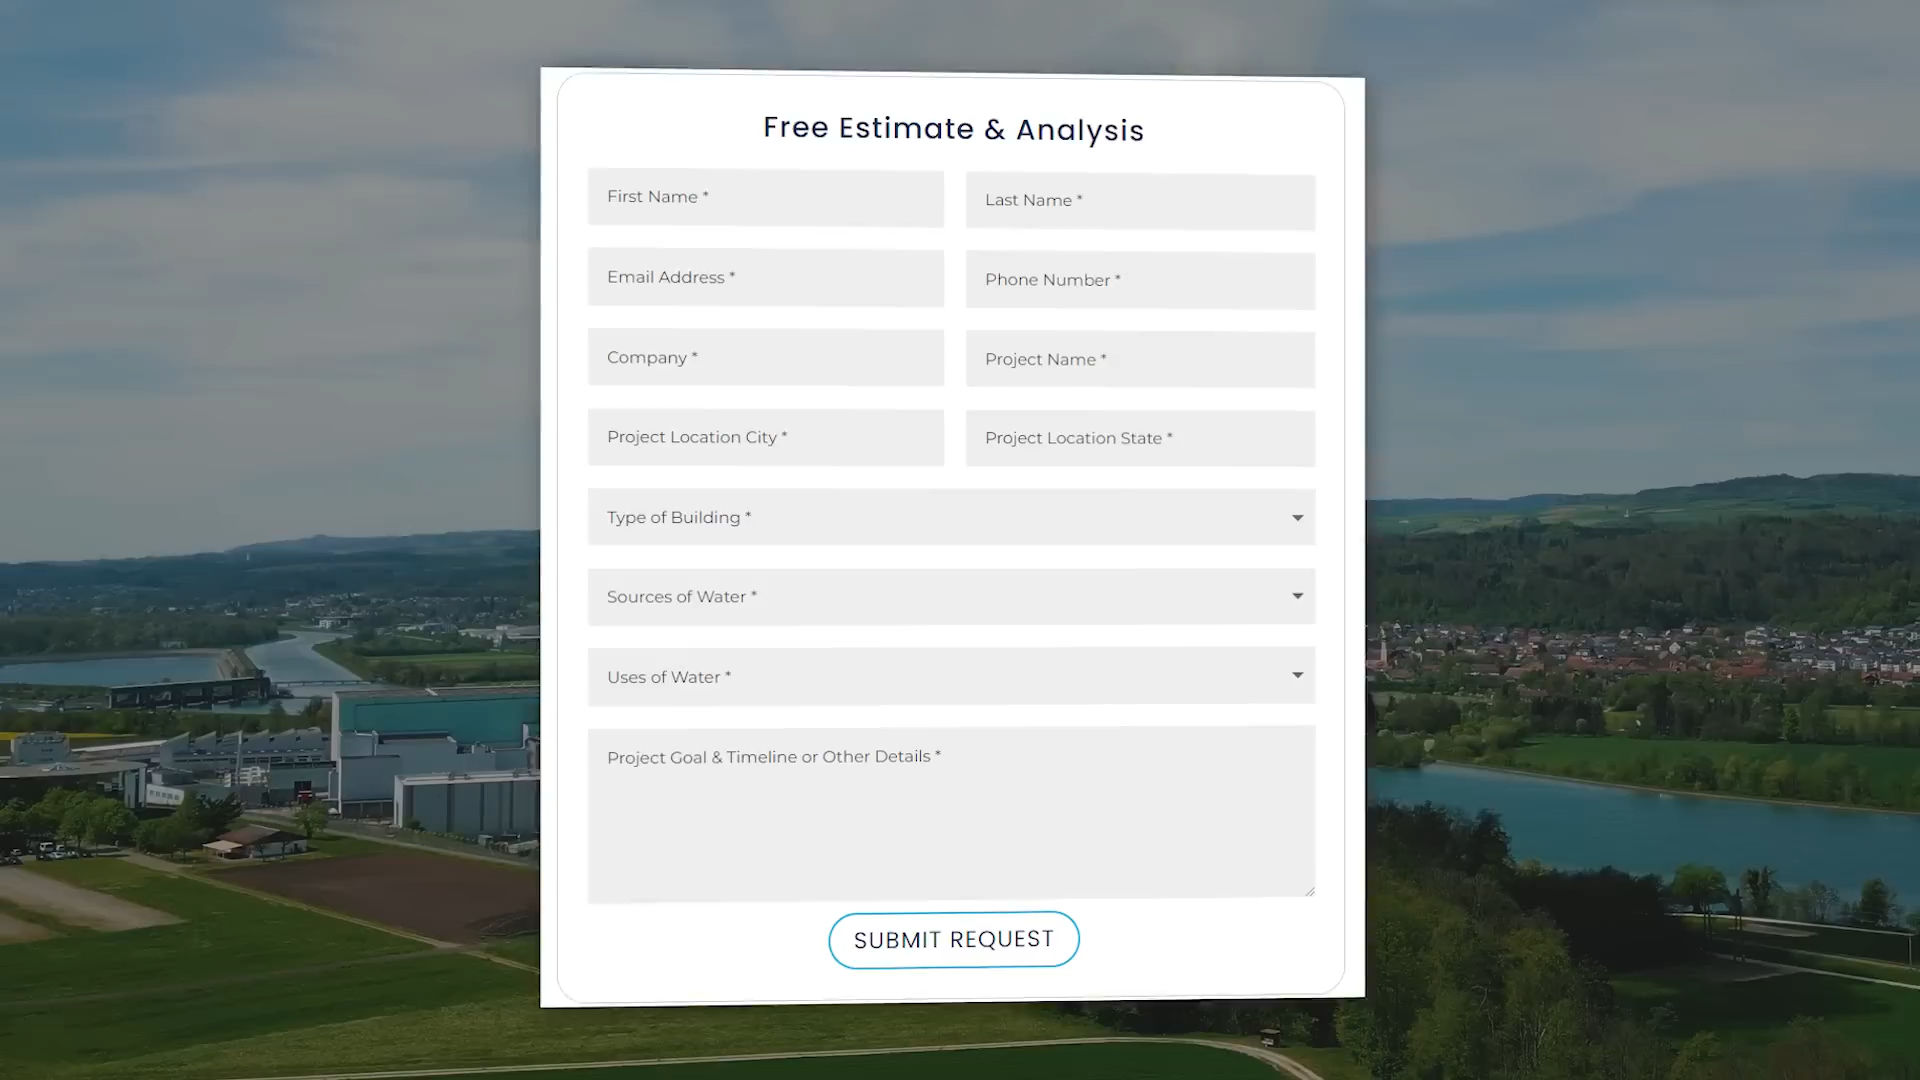 Free Estimate & Analysis
First Name *
Last Name *
Email Address *
Phone Number *
Company *
Project Name *
Project Location City *
Project Location State *
Type of Building *
Sources of Water *
Uses of Water *
Project Goal & Timeline or Other Details *
SUBMIT REQUEST